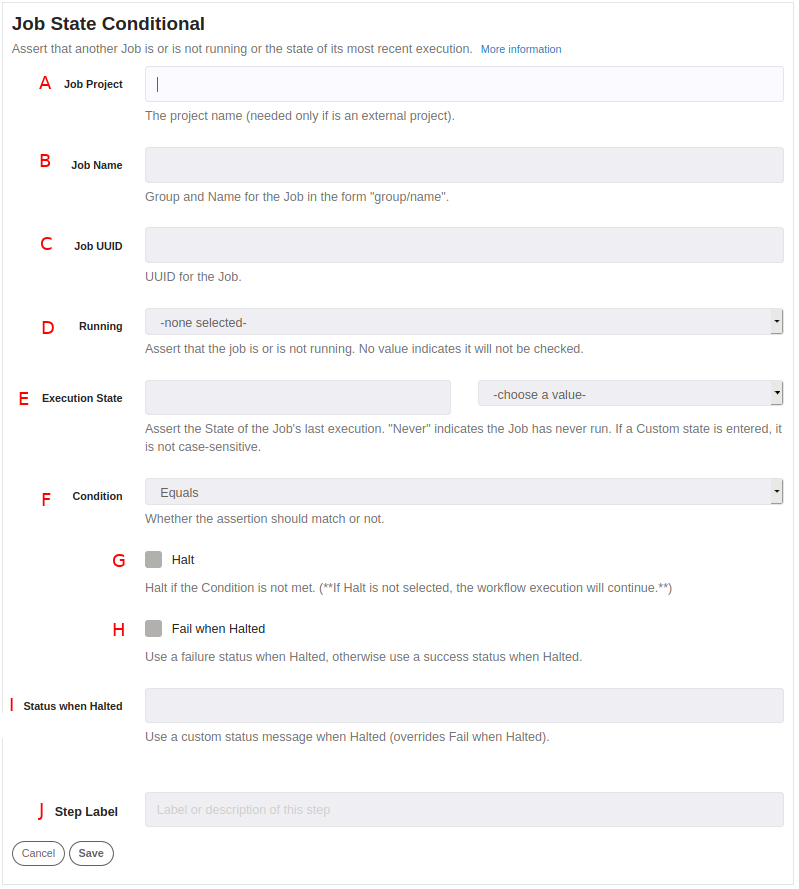 Job State Conditional
Assert that another Job is or is not running or the state of its most recent execution. More information
A Job Project
The project name (needed only if is an external project).
B Job Name
Group and Name for the Job in the form "group/name".
C Job UUID
UUID for the Job.
D Running -none selected-
Assert that the job is or is not running. No value indicates it will not be checked.
E Execution State -choose a value-
Assert the State of the Job's last execution. "Never" indicates the Job has never run. If a Custom state is entered, it
is not case-sensitive.
F Condition Equals
Whether the assertion should match or not.
G Halt
Halt if the Condition is not met. (**If Halt is not selected, the workflow execution will continue.**)
H Fail when Halted
Use a failure status when Halted, otherwise use a success status when Halted.
I Status when Halted
Use a custom status message when Halted (overrides Fail when Halted).
J Step Label Label or description of this step
Cancel Save